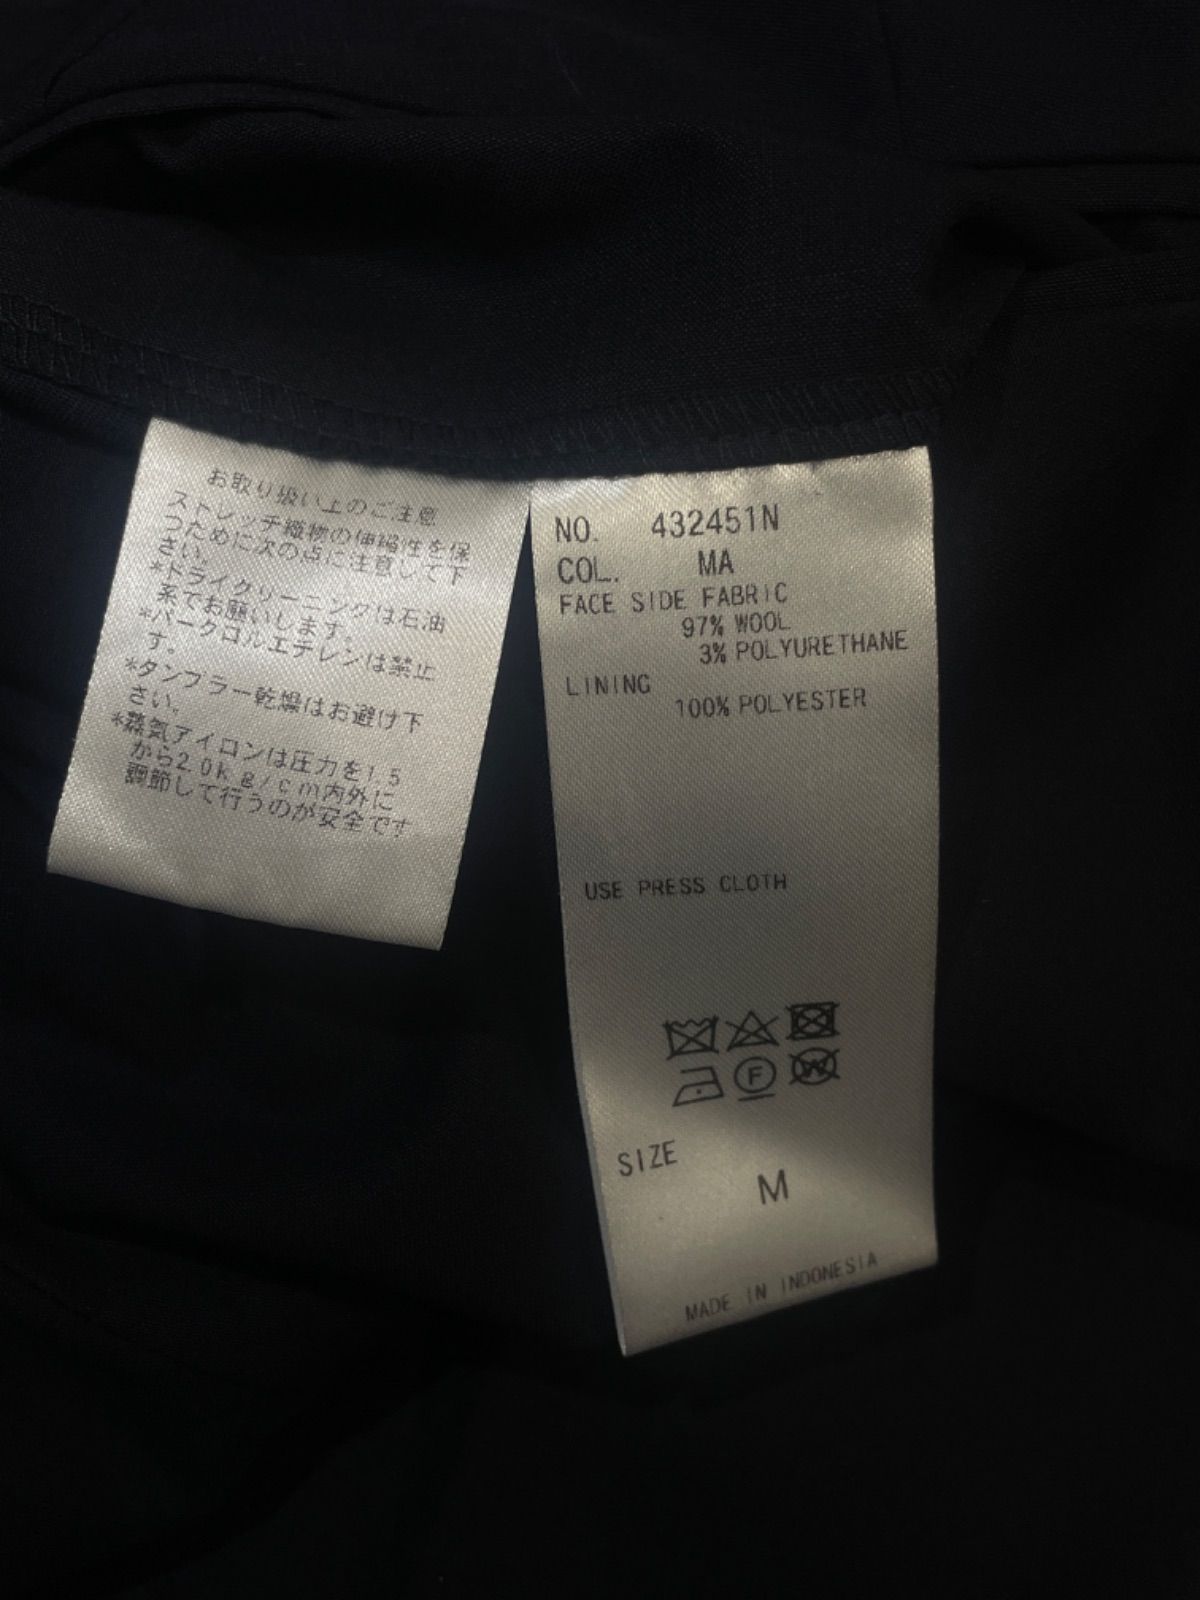 お取り扱い上のご注意
ストレッチ織物の伸縮性を保
つために次の点に注意して下
さい。
*ドライクリーニングは石油
系でお願いします。
*パークロルエチレンは禁止
す。
*タンブラー乾燥はお避け下
さい。
*蒸気アイロンは圧力を1.5
から2.0kg/cm内外に
調節して行うのが安全です
NO. 432451N
COL. MA
FACE SIDE FABRIC
97% WOOL
3% POLYURETHANE
LINING
100% POLYESTER
USE PRESS CLOTH
F W
SIZE
M
MADE IN INDONESIA